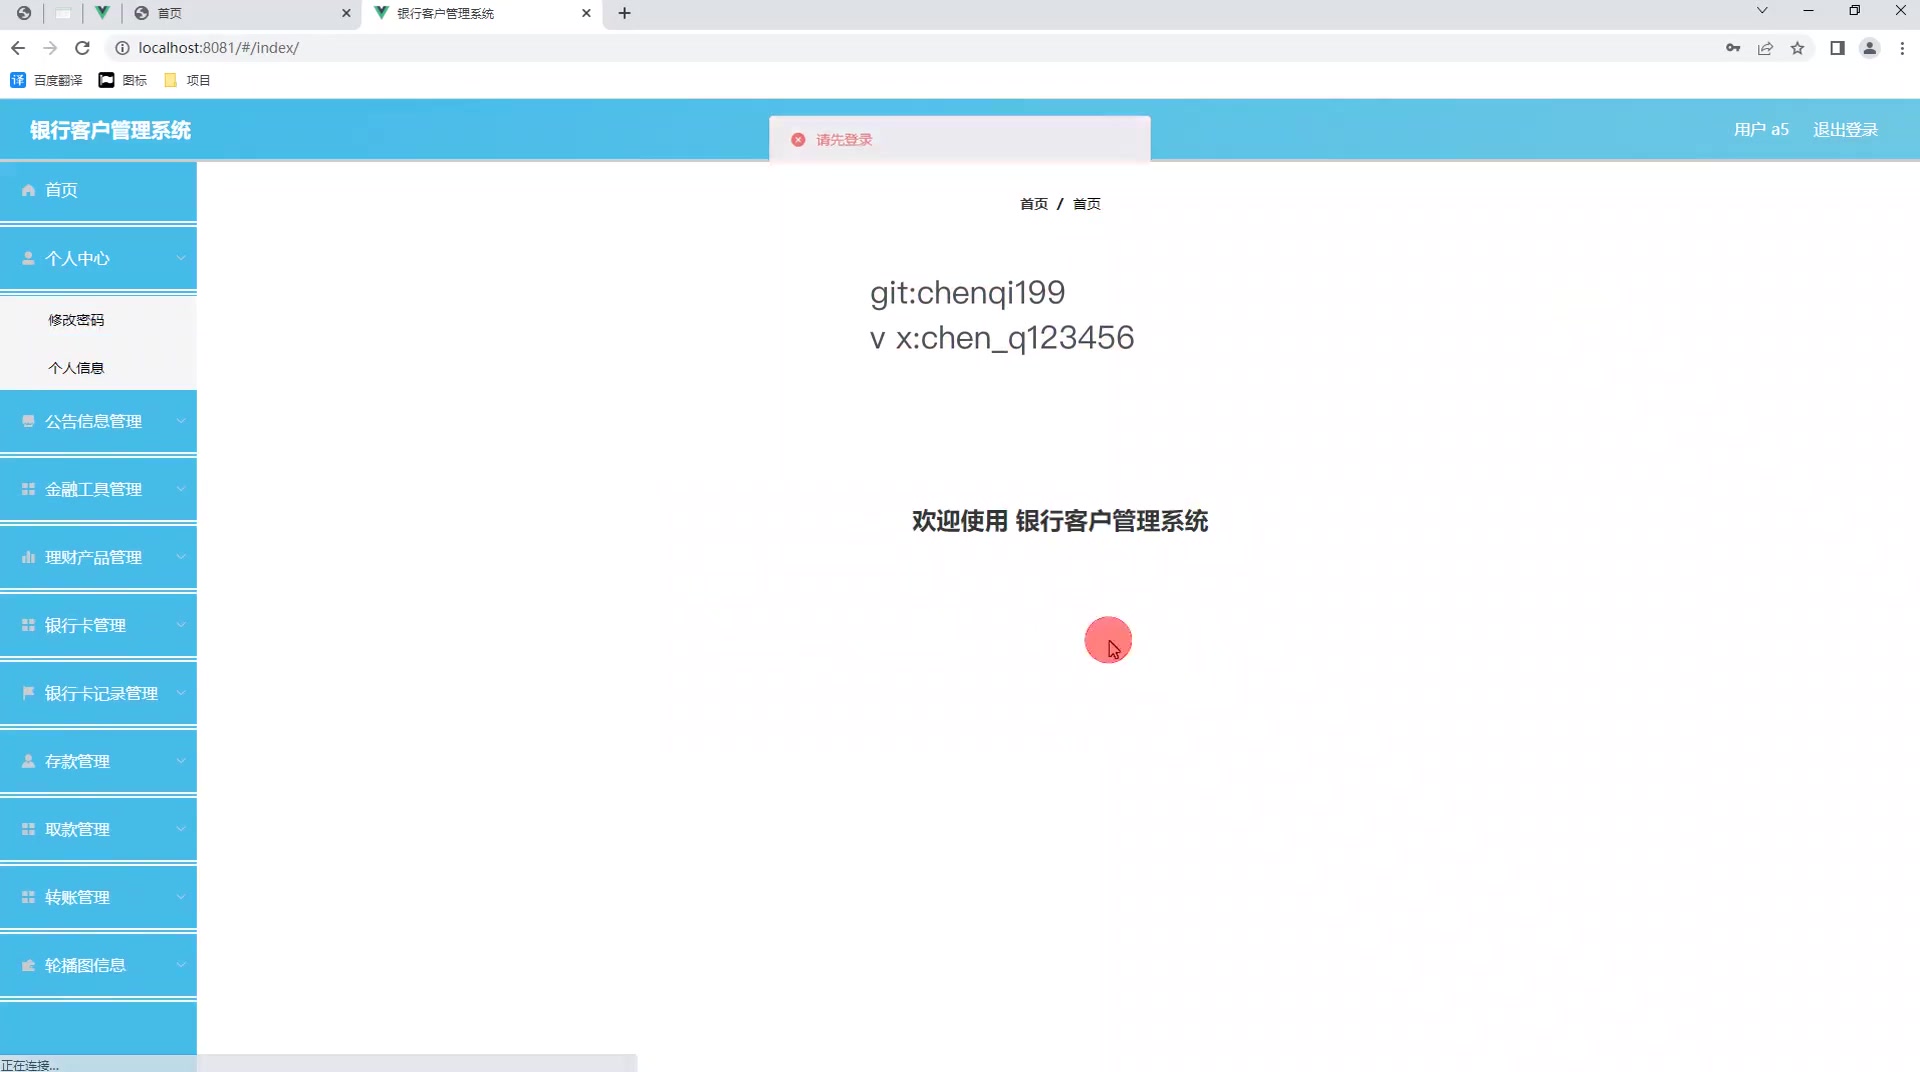 首页
银行客户管理系统
localhost:8081/#/index/
百度翻译
图标
项目
银行客户管理系统
请先登录
用户 a5
退出登录
首页
首页 / 首页
个人中心
git:chenqi199
修改密码
v x:chen_q123456
个人信息
公告信息管理
金融工具管理
欢迎使用 银行客户管理系统
理财产品管理
银行卡管理
银行卡记录管理
存款管理
取款管理
转账管理
轮播图信息
正在连接...